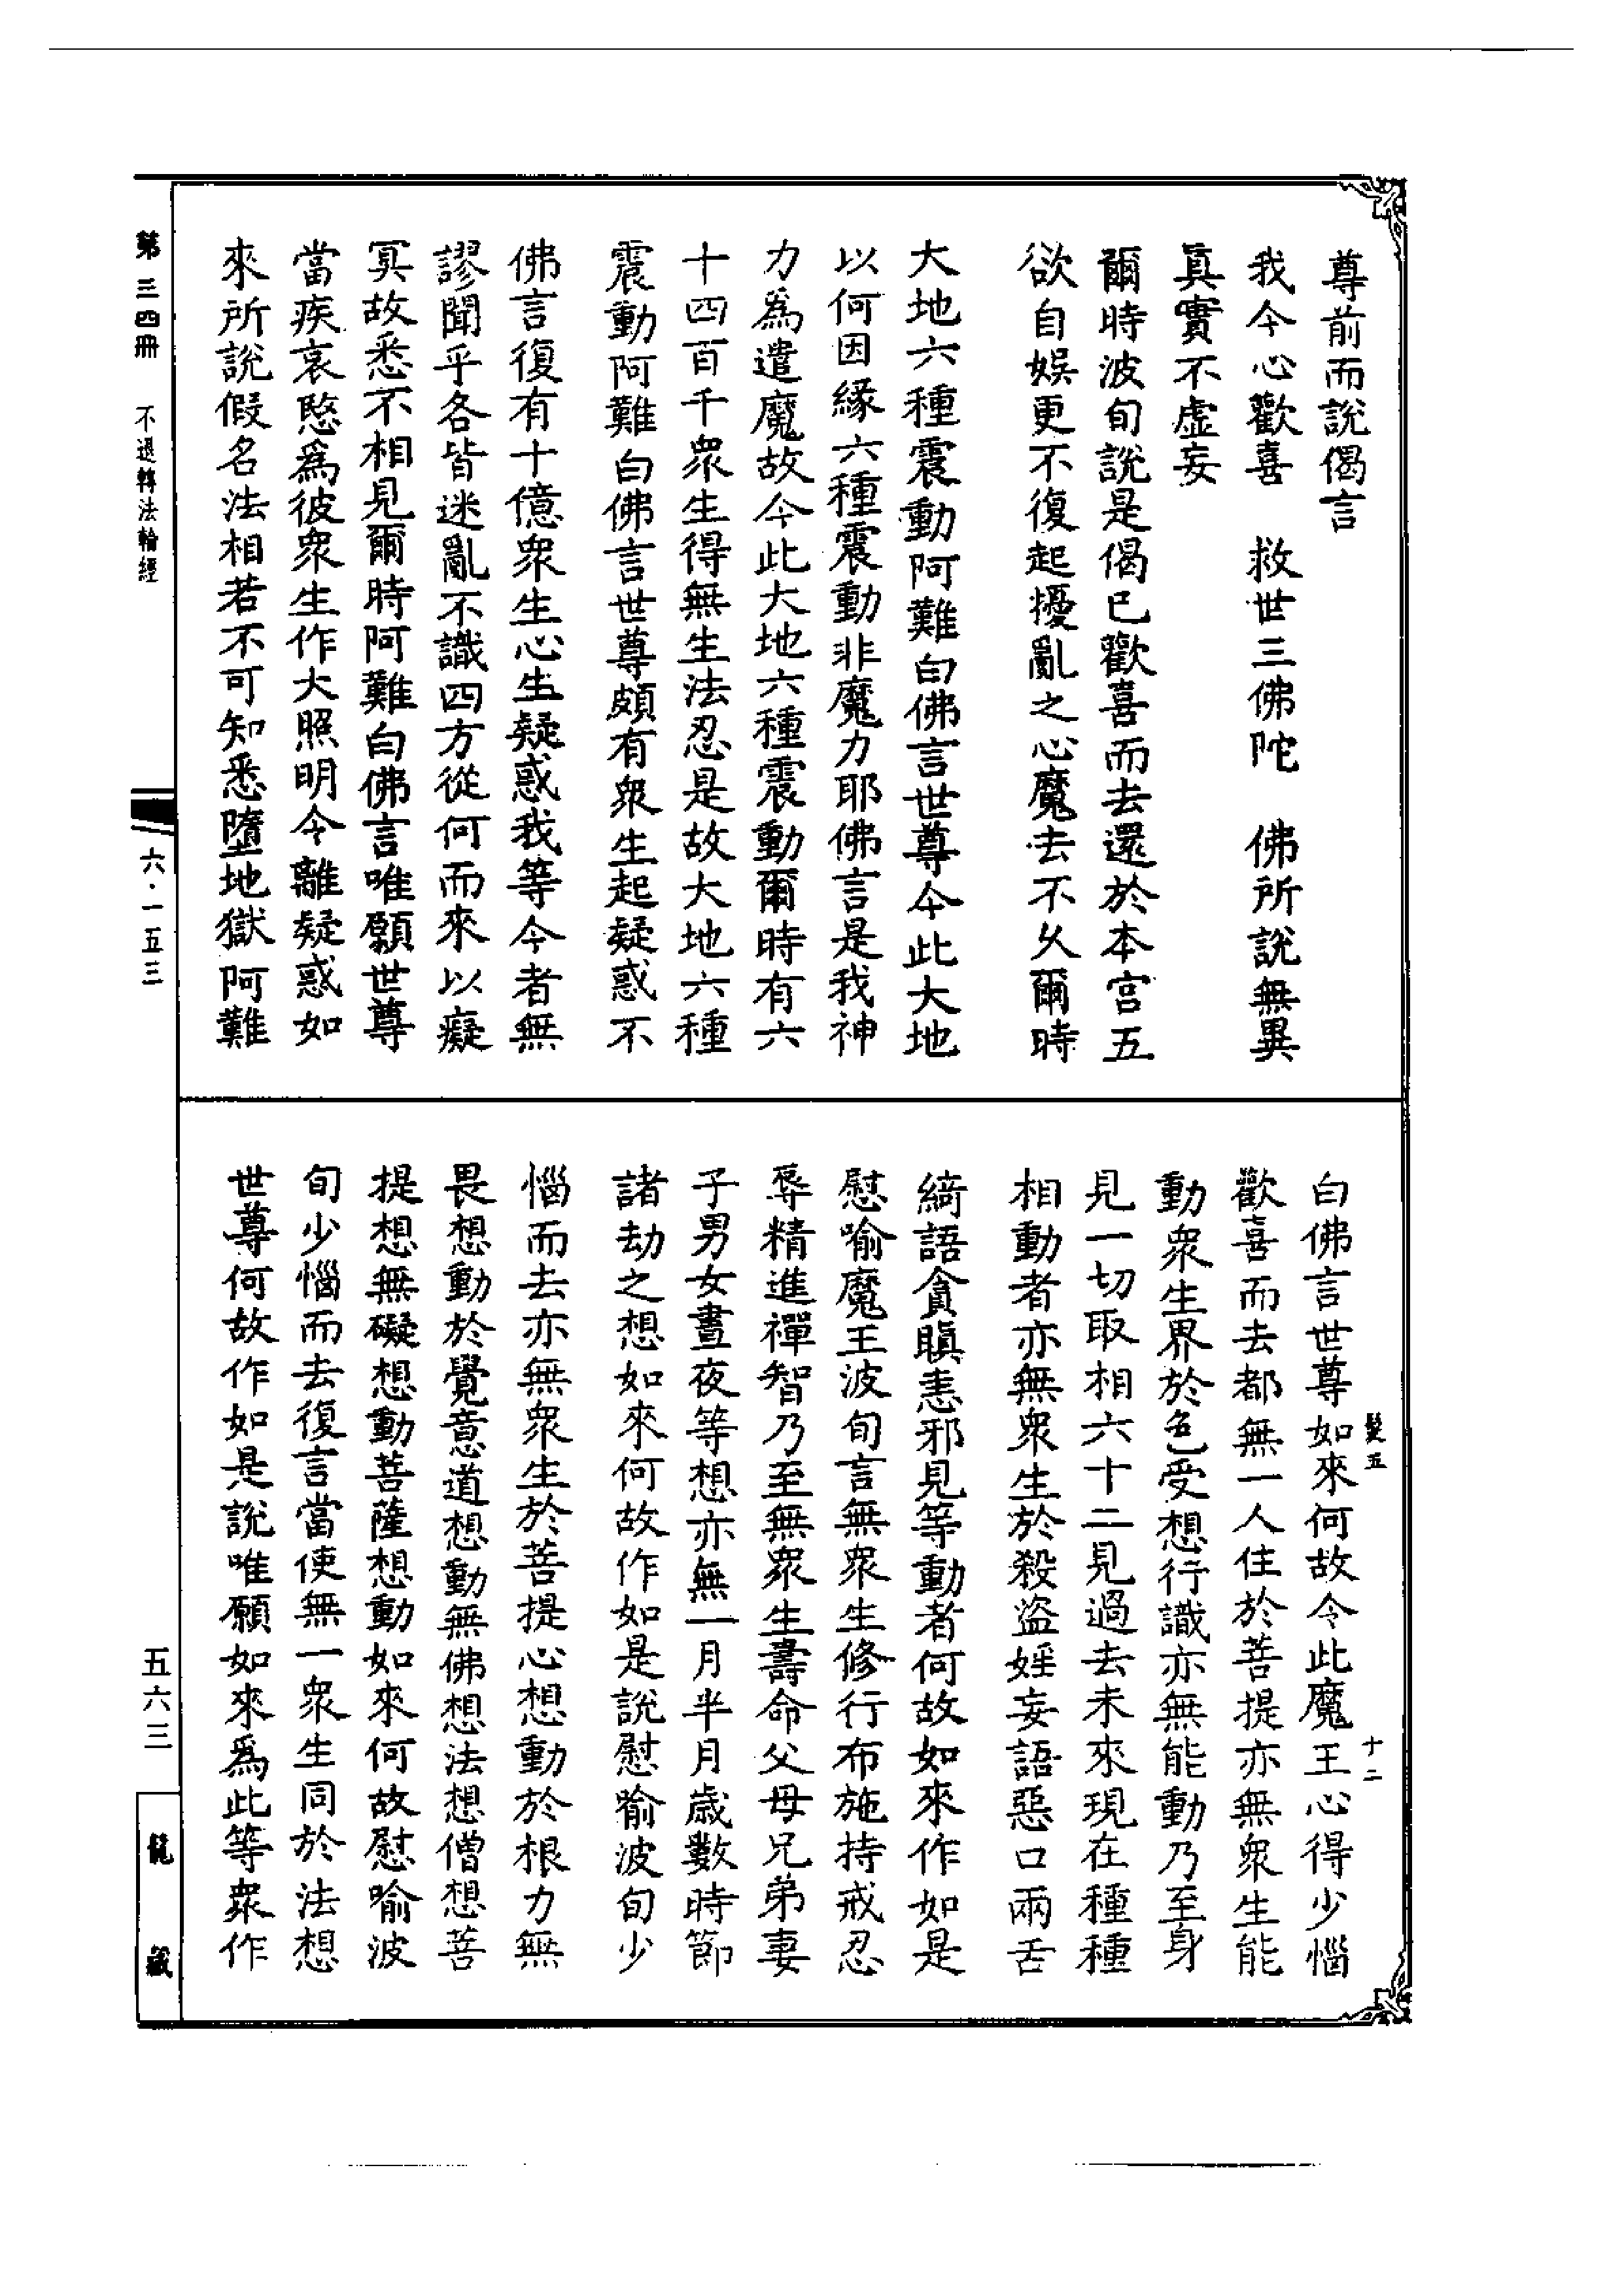 尊前而說偈言
我今心歡喜　救世三佛陀　佛所說無異
真實不虛妄
爾時波旬說是偈已歡喜而去還於本宮五
欲自娛更不復起擾亂之心魔去不久爾時
大地六種震動阿難白佛言世尊今此大地
以何因緣六種震動非魔力耶佛言是我神
力為遣魔故今此大地六種震動爾時有六
十四百千衆生得無生法忍是故大地六種
震動阿難白佛言世尊頗有衆生起疑惑不
佛言復有十億衆生心生疑惑我等今者無
謬聞乎各皆迷亂不識四方從何而來以癡
冥故悉不相見爾時阿難白佛言唯願世尊
當疾哀愍為彼衆生作大照明令離疑惑如
來所說假名法相若不可知悉墮地獄阿難
白佛言世尊如來何故令此魔王心得少惱
歡喜而去都無一人住於菩提亦無衆生能
動衆生界於色受想行識亦無能動乃至身
見一切取相六十二見過去未來現在種種
相動者亦無衆生於殺盜婬妄語惡口兩舌
綺語貪瞋恚邪見等動者何故如來作如是
慰喻魔王波旬言無衆生修行布施持戒忍
辱精進禪智乃至無衆生壽命父母兄弟妻
子男女晝夜等想亦無一月半月歲數時節
諸劫之想如來何故作如是說慰喻波旬少
惱而去亦無衆生於菩提心想動於根力無
畏想動於覺意道想動無佛想法想僧想菩
提想無礙想動菩薩想動如來何故慰喻波
旬少惱而去復言當使無一衆生同於法想
世尊何故作如是說唯願如來為此等衆作
髮五
十二
第三四冊　不退轉法輪經
六·一五三
五六三
龍藏